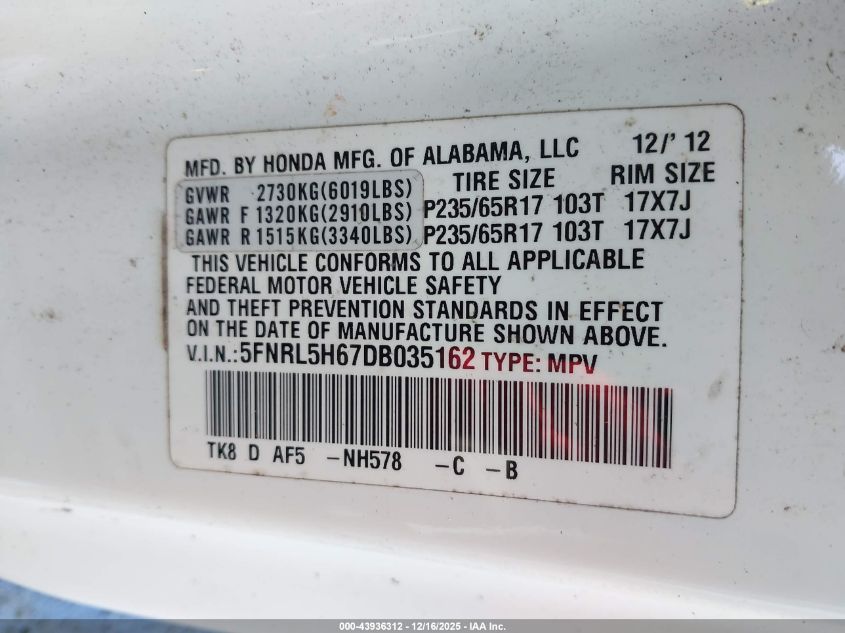 MFD. BY HONDA MFG. OF ALABAMA, LLC 12/' 12
GVWR 2730KG(6019LBS) TIRE SIZE RIM SIZE
GAWR F 1320KG(2910LBS) P235/65R17 103T 17X7J
GAWR R 1515KG(3340LBS) P235/65R17 103T 17X7J
THIS VEHICLE CONFORMS TO ALL APPLICABLE
FEDERAL MOTOR VEHICLE SAFETY
AND THEFT PREVENTION STANDARDS IN EFFECT
ON THE DATE OF MANUFACTURE SHOWN ABOVE.
V.I.N.:5FNRL5H67DB035162 TYPE: MPV
TK8 D AF5 -NH578 -C -B
000-43936312 - 12/16/2025 - IAA Inc.